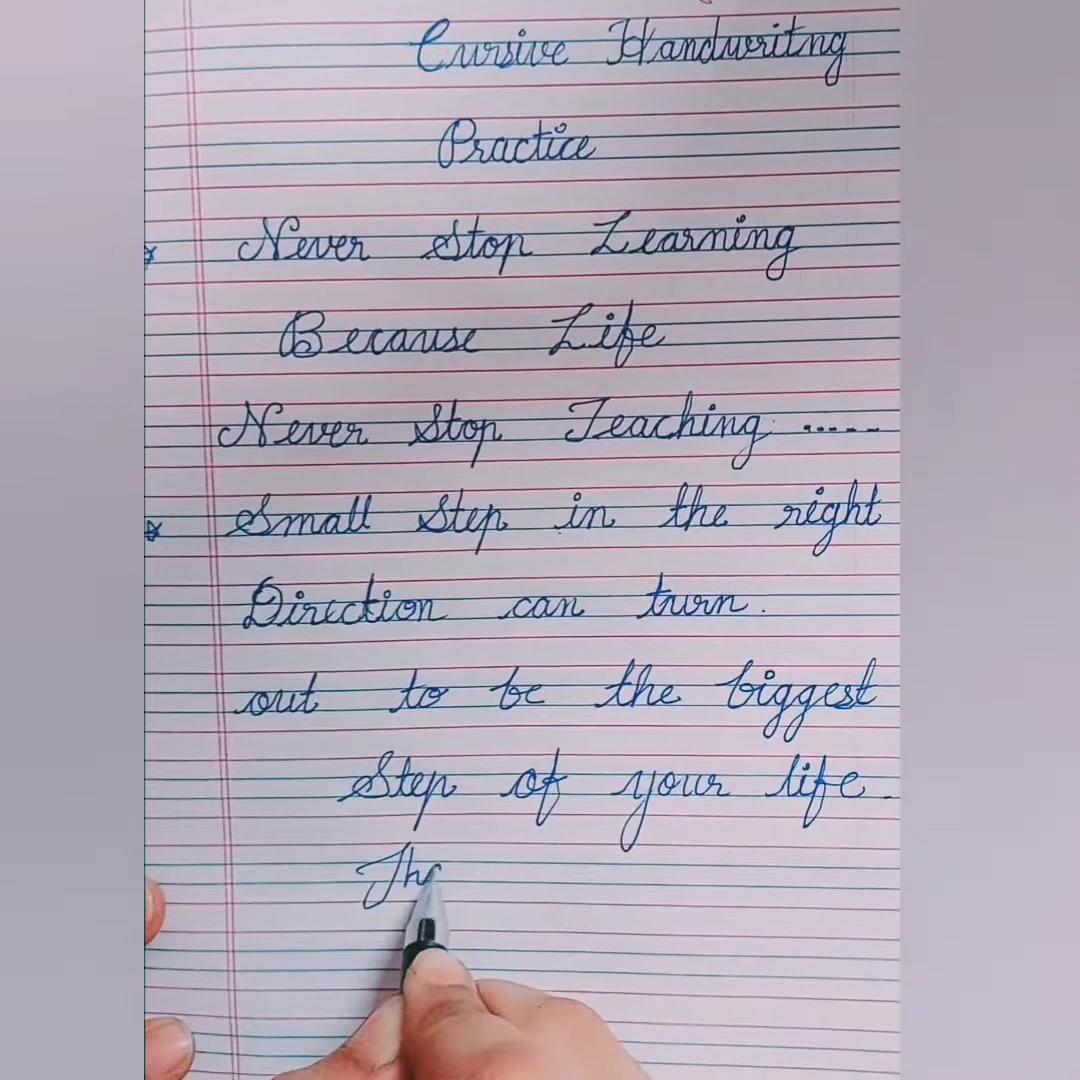 Cursive Handwritng
Practice
Never Stop Learning
Because Life
Never Stop Teaching .....
Small Step in the right
Direction can turn.
out to be the biggest
Step of your life.